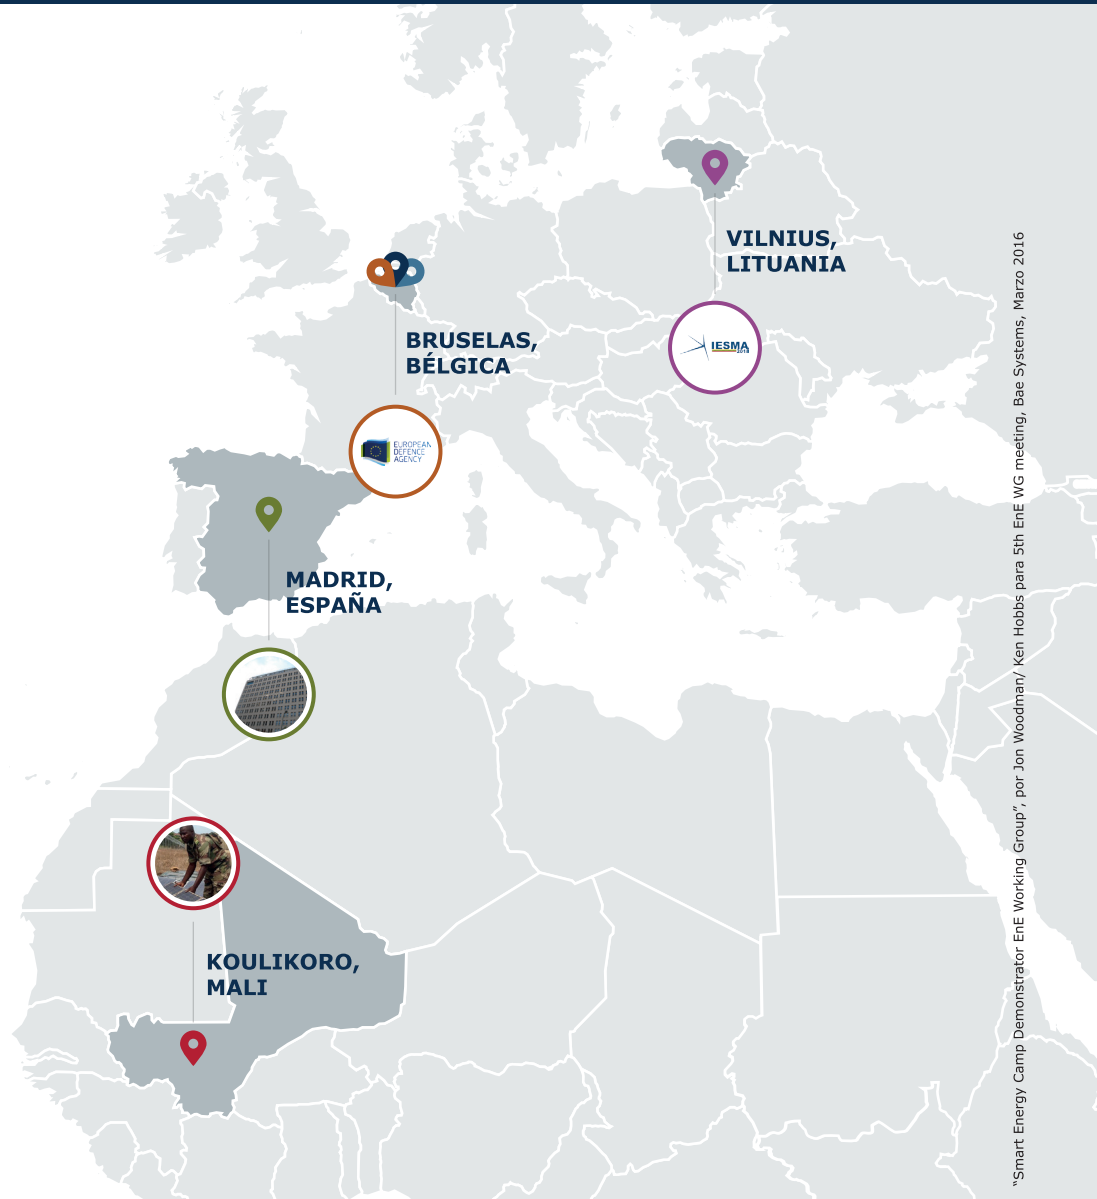 VILNIUS,
LITUANIA
IESMA
2018
BRUSELAS,
BÉLGICA
EUROPEAN
DEFENCE
AGENCY
MADRID,
ESPAÑA
KOULIKORO,
MALI
“Smart Energy Camp Demonstrator EnE Working Group”, por Jon Woodman/ Ken Hobbs para 5th EnE WG meeting, Bae Systems, Marzo 2016